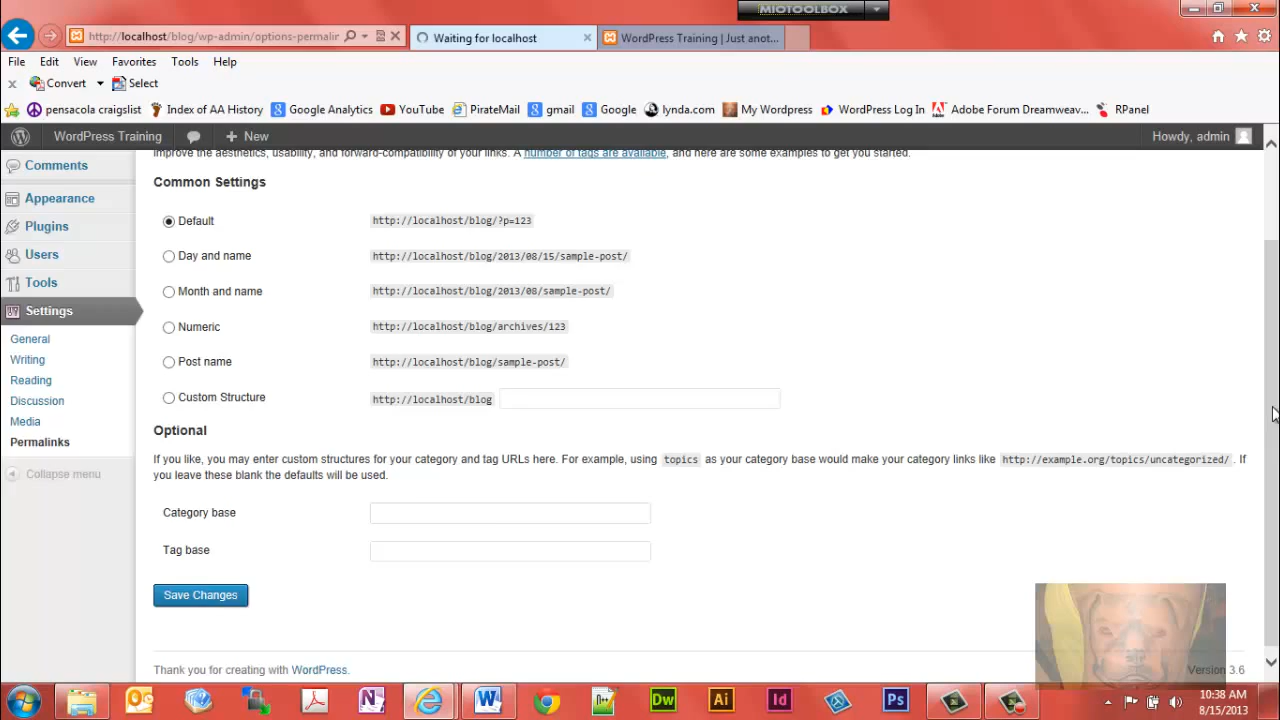 MIOTOOLBOX
http://localhost/blog/wp-admin/options-permalin
Waiting for localhost
WordPress Training | Just anot...
File Edit View Favorites Tools Help
Convert Select
pensacola craigslist Index of AA History Google Analytics YouTube PirateMail gmail Google lynda.com My Wordpress WordPress Log In Adobe Forum Dreamweav... RPanel
WordPress Training New Howdy, admin
improve the aesthetics, usability, and forward-compatibility of your links. A number of tags are available, and here are some examples to get you started.
Comments
Appearance
Plugins
Users
Tools
Settings
General
Writing
Reading
Discussion
Media
Permalinks
Collapse menu
Common Settings
Default http://localhost/blog/?p=123
Day and name http://localhost/blog/2013/08/15/sample-post/
Month and name http://localhost/blog/2013/08/sample-post/
Numeric http://localhost/blog/archives/123
Post name http://localhost/blog/sample-post/
Custom Structure http://localhost/blog
Optional
If you like, you may enter custom structures for your category and tag URLs here. For example, using topics as your category base would make your category links like http://example.org/topics/uncategorized/ . If
you leave these blank the defaults will be used.
Category base
Tag base
Save Changes
Thank you for creating with WordPress.
Version 3.6
Dw Ai Id Ps
10:38 AM
8/15/2013